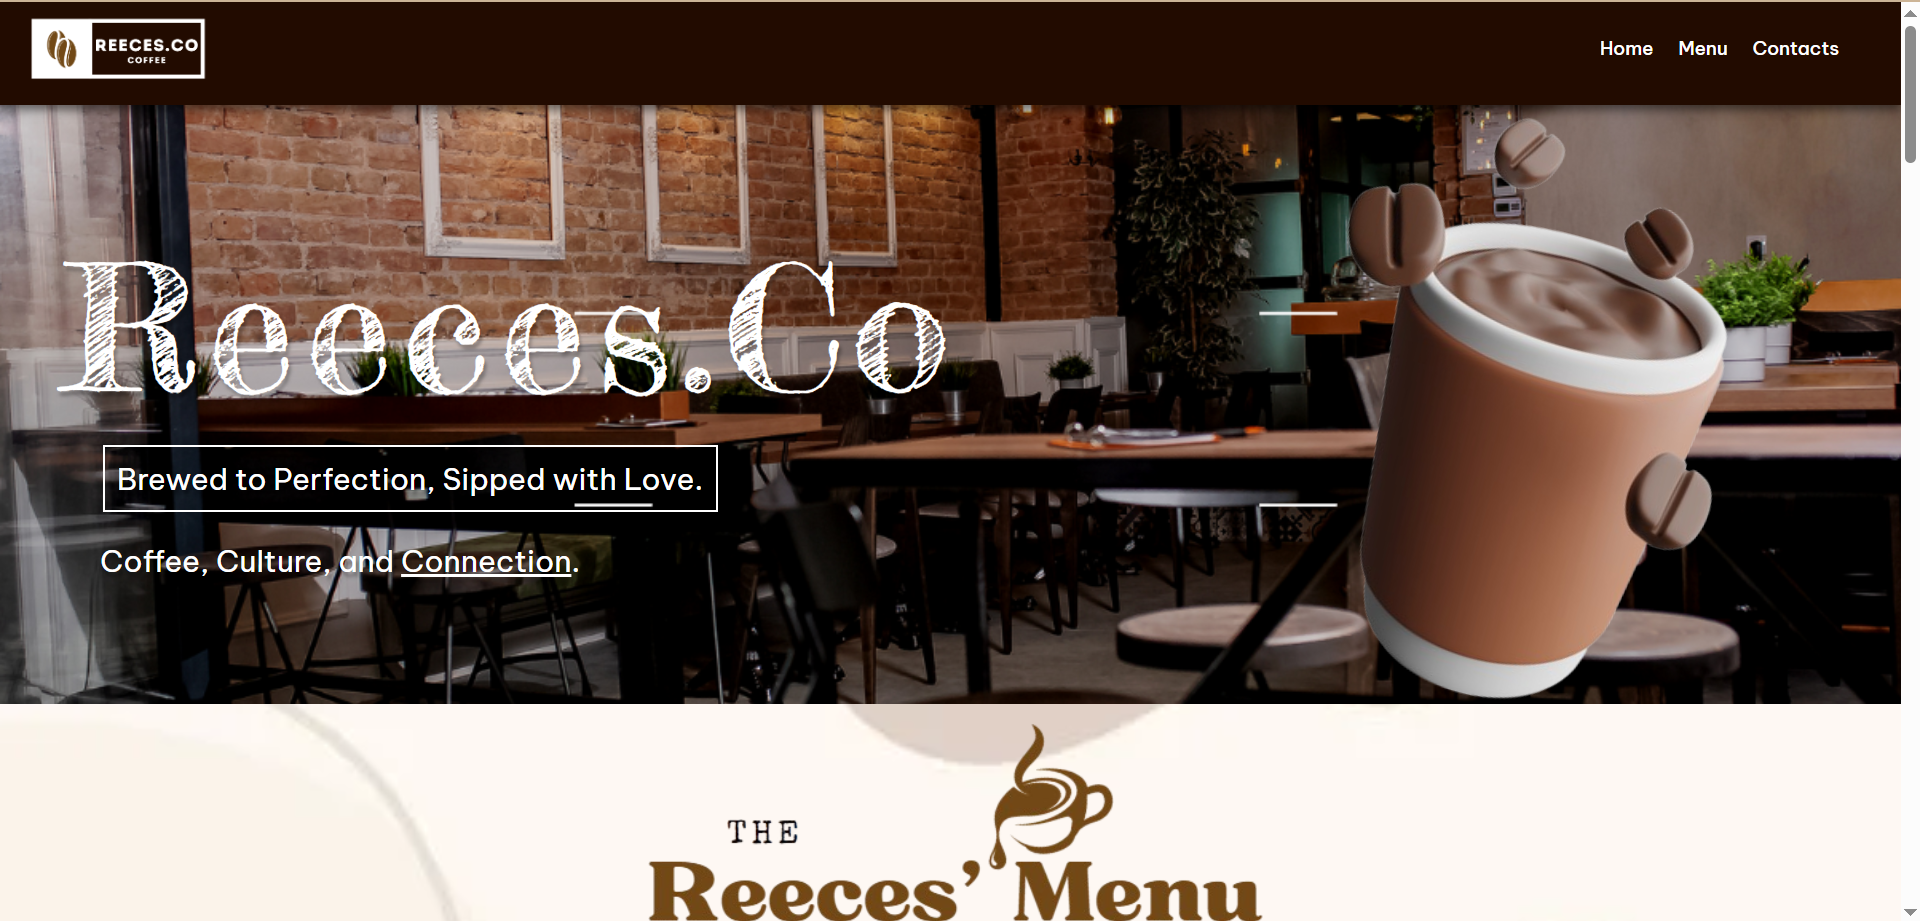 REECES.CO
COFFEE
Home Menu Contacts
Reeces.Co
Brewed to Perfection, Sipped with Love.
Coffee, Culture, and Connection.
THE
Reeces’ Menu